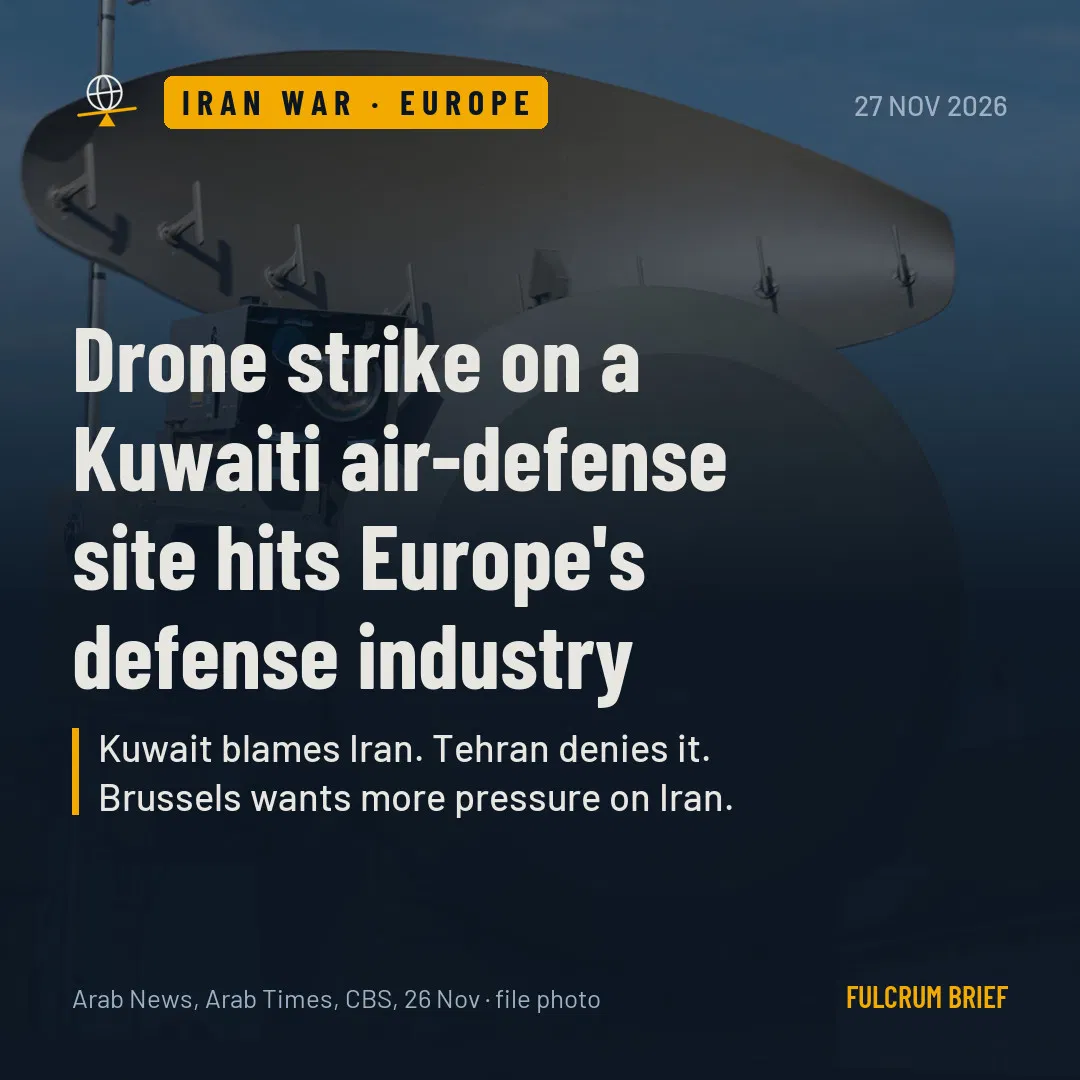 IRAN WAR · EUROPE
27 NOV 2026
Drone strike on a
Kuwaiti air-defense
site hits Europe's
defense industry
Kuwait blames Iran. Tehran denies it.
Brussels wants more pressure on Iran.
Arab News, Arab Times, CBS, 26 Nov · file photo
FULCRUM BRIEF